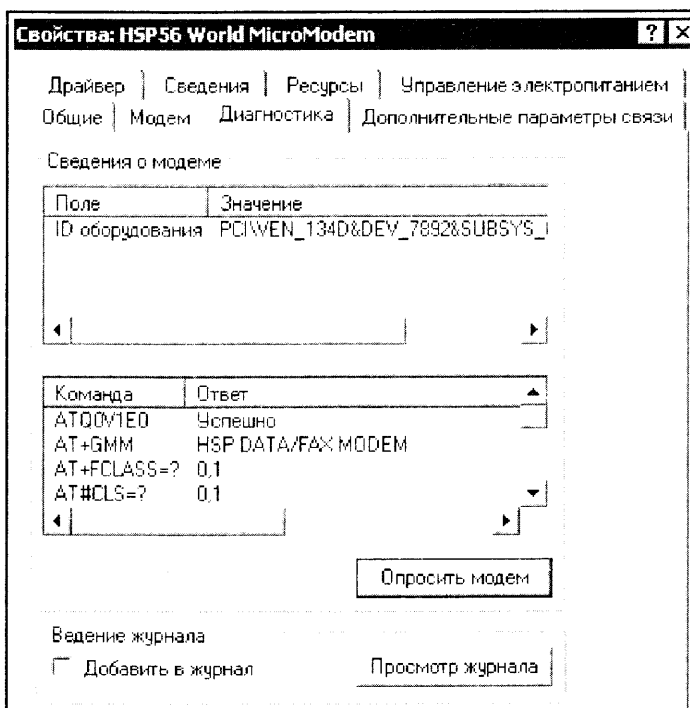 Свойства: HSP56 World MicroModem ? ×
Драйвер Сведения Ресурсы Управление электропитанием
Общие Модем Диагностика Дополнительные параметры связи
Сведения о модеме
Поле Значение
ID оборудования PCI\VEN_134D&DEV_7892&SUBSYS_
Команда Ответ
ATQ0V1E0 Успешно
AT+GMM HSP DATA/FAX MODEM
AT+FCLASS=? 0,1
AT#CLS=? 0,1
Опросить модем
Ведение журнала
Добавить в журнал Просмотр журнала